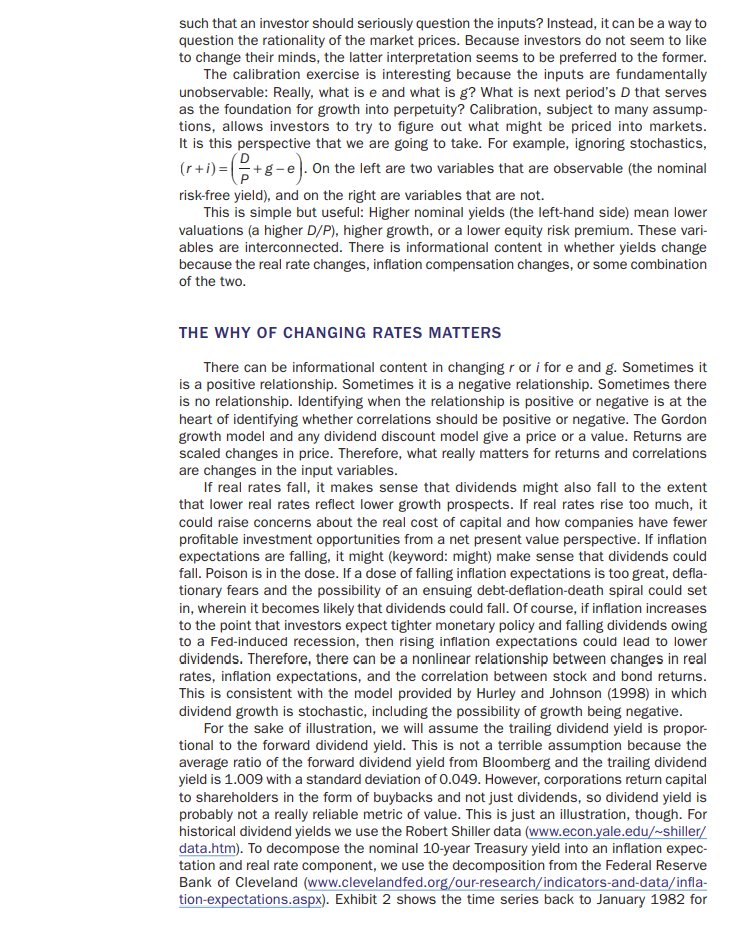 such that an investor should seriously question the inputs? Instead, it can be a way to
question the rationality of the market prices. Because investors do not seem to like
to change their minds, the latter interpretation seems to be preferred to the former.
The calibration exercise is interesting because the inputs are fundamentally
unobservable: Really, what is e and what is g? What is next period's D that serves
as the foundation for growth into perpetuity? Calibration, subject to many assump-
tions, allows investors to try to figure out what might be priced into markets.
It is this perspective that we are going to take. For example, ignoring stochastics,
(r+i)=(D/P+g−e). On the left are two variables that are observable (the nominal
risk-free yield), and on the right are variables that are not.
This is simple but useful: Higher nominal yields (the left-hand side) mean lower
valuations (a higher D/P), higher growth, or a lower equity risk premium. These vari-
ables are interconnected. There is informational content in whether yields change
because the real rate changes, inflation compensation changes, or some combination
of the two.
THE WHY OF CHANGING RATES MATTERS
There can be informational content in changing r or i for e and g. Sometimes it
is a positive relationship. Sometimes it is a negative relationship. Sometimes there
is no relationship. Identifying when the relationship is positive or negative is at the
heart of identifying whether correlations should be positive or negative. The Gordon
growth model and any dividend discount model give a price or a value. Returns are
scaled changes in price. Therefore, what really matters for returns and correlations
are changes in the input variables.
If real rates fall, it makes sense that dividends might also fall to the extent
that lower real rates reflect lower growth prospects. If real rates rise too much, it
could raise concerns about the real cost of capital and how companies have fewer
profitable investment opportunities from a net present value perspective. If inflation
expectations are falling, it might (keyword: might) make sense that dividends could
fall. Poison is in the dose. If a dose of falling inflation expectations is too great, defla-
tionary fears and the possibility of an ensuing debt-deflation-death spiral could set
in, wherein it becomes likely that dividends could fall. Of course, if inflation increases
to the point that investors expect tighter monetary policy and falling dividends owing
to a Fed-induced recession, then rising inflation expectations could lead to lower
dividends. Therefore, there can be a nonlinear relationship between changes in real
rates, inflation expectations, and the correlation between stock and bond returns.
This is consistent with the model provided by Hurley and Johnson (1998) in which
dividend growth is stochastic, including the possibility of growth being negative.
For the sake of illustration, we will assume the trailing dividend yield is propor-
tional to the forward dividend yield. This is not a terrible assumption because the
average ratio of the forward dividend yield from Bloomberg and the trailing dividend
yield is 1.009 with a standard deviation of 0.049. However, corporations return capital
to shareholders in the form of buybacks and not just dividends, so dividend yield is
probably not a really reliable metric of value. This is just an illustration, though. For
historical dividend yields we use the Robert Shiller data (www.econ.yale.edu/~shiller/
data.htm). To decompose the nominal 10-year Treasury yield into an inflation expec-
tation and real rate component, we use the decomposition from the Federal Reserve
Bank of Cleveland (www.clevelandfed.org/our-research/indicators-and-data/infla-
tion-expectations.aspx). Exhibit 2 shows the time series back to January 1982 for